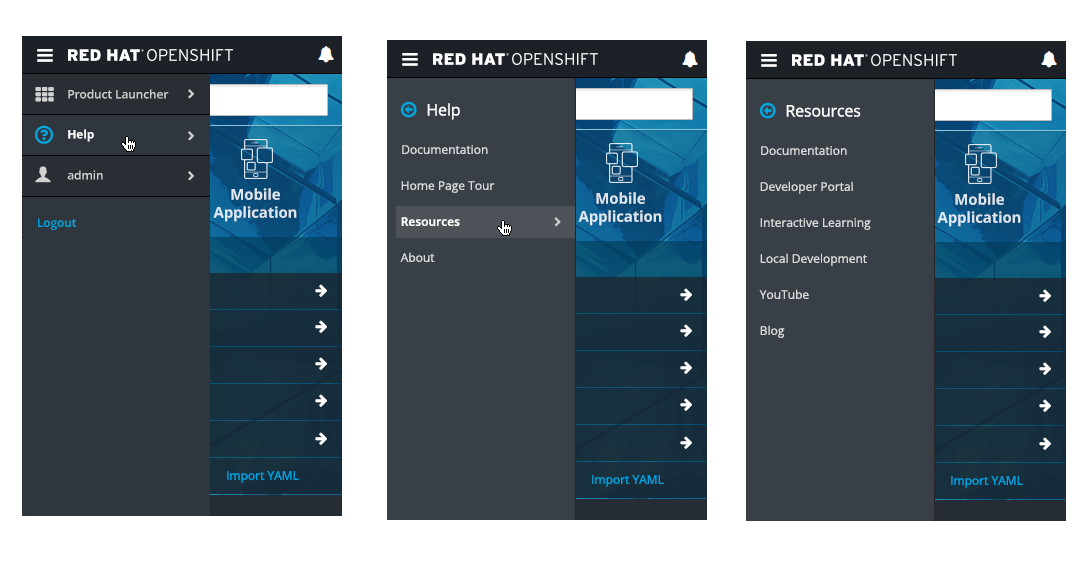 RED HAT OPENSHIFT
Product Launcher
Help
admin
Logout
Mobile
Application
Import YAML
RED HAT OPENSHIFT
Help
Documentation
Home Page Tour
Resources
About
Mobile
Application
Import YAML
RED HAT OPENSHIFT
Resources
Documentation
Developer Portal
Interactive Learning
Local Development
YouTube
Blog
Mobile
Application
Import YAML